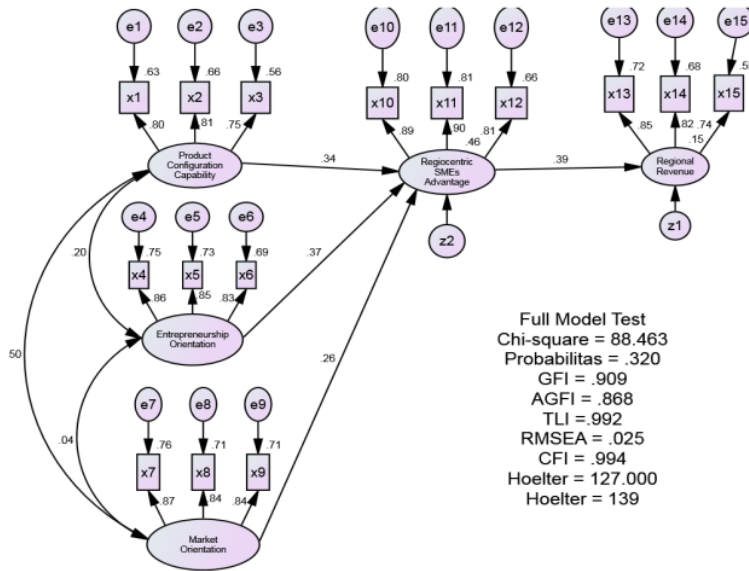 e1 e2 e3
.63 .66 .56
x1 x2 x3
.80 .81 .75
Product
Configuration
Capability
e10 e11 e12
.80 .81 .66
x10 x11 x12
.89 .90 .46 .81
Regiocentric
SMEs
Advantage
e13 e14 e15
.72 .68
x13 x14 x15
.85 .82 .74
.15
Regional
Revenue
.34
.39
z2
z1
e4 e5 e6
.75 .73 .69
x4 x5 x6
.86 .85 .83
Entrepreneurship
Orientation
.20
.37
50
.26
.04
e7 e8 e9
.76 .71 .71
x7 x8 x9
.87 .84 .84
Market
Orientation
Full Model Test
Chi-square = 88.463
Probabilitas = .320
GFI = .909
AGFI = .868
TLI =.992
RMSEA = .025
CFI = .994
Hoelter = 127.000
Hoelter = 139